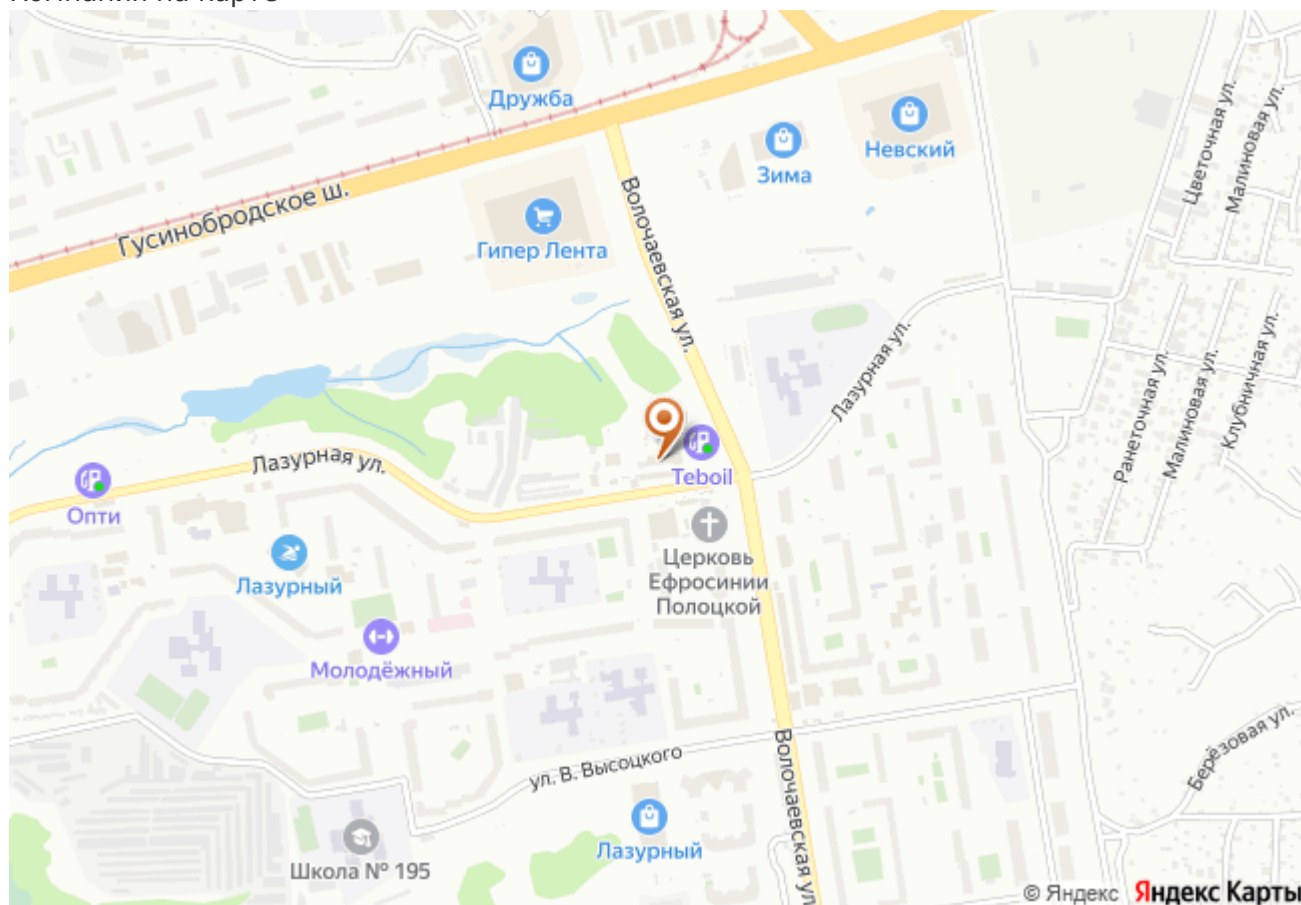 Дружба
Невский
Зима
Гусинобродское ш.
Гипер Лента
Волочаевская ул.
Цветочная ул.
Малиновая ул.
Лазурная ул.
Ранеточная ул.
Малиновая ул.
Клубничная ул.
Лазурная ул.
Опти
Teboil
Церковь
Ефросинии
Полоцкой
Лазурный
Молодёжный
ул. В. Высоцкого
Волочаевская ул.
Берёзовая ул.
Школа № 195
Лазурный
© Яндекс Яндекс Карты